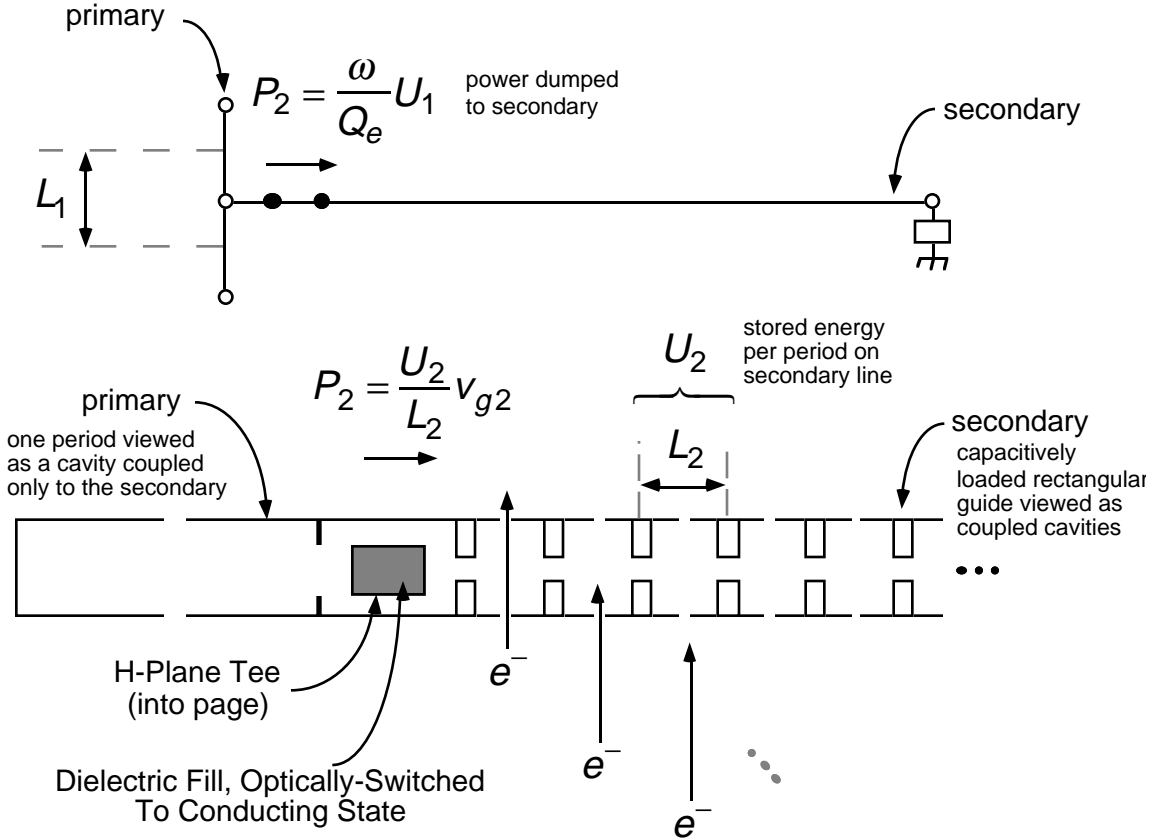 primary
P₂ = ω/Qₑ U₁
power dumped
to secondary
secondary
L₁
P₂ = U₂/L₂ v_g2
U₂
stored energy
per period on
secondary line
primary
one period viewed
as a cavity coupled
only to the secondary
L₂
secondary
capacitively
loaded rectangular
guide viewed as
coupled cavities
H-Plane Tee
(into page)
e⁻
e⁻
e⁻
Dielectric Fill, Optically-Switched
To Conducting State